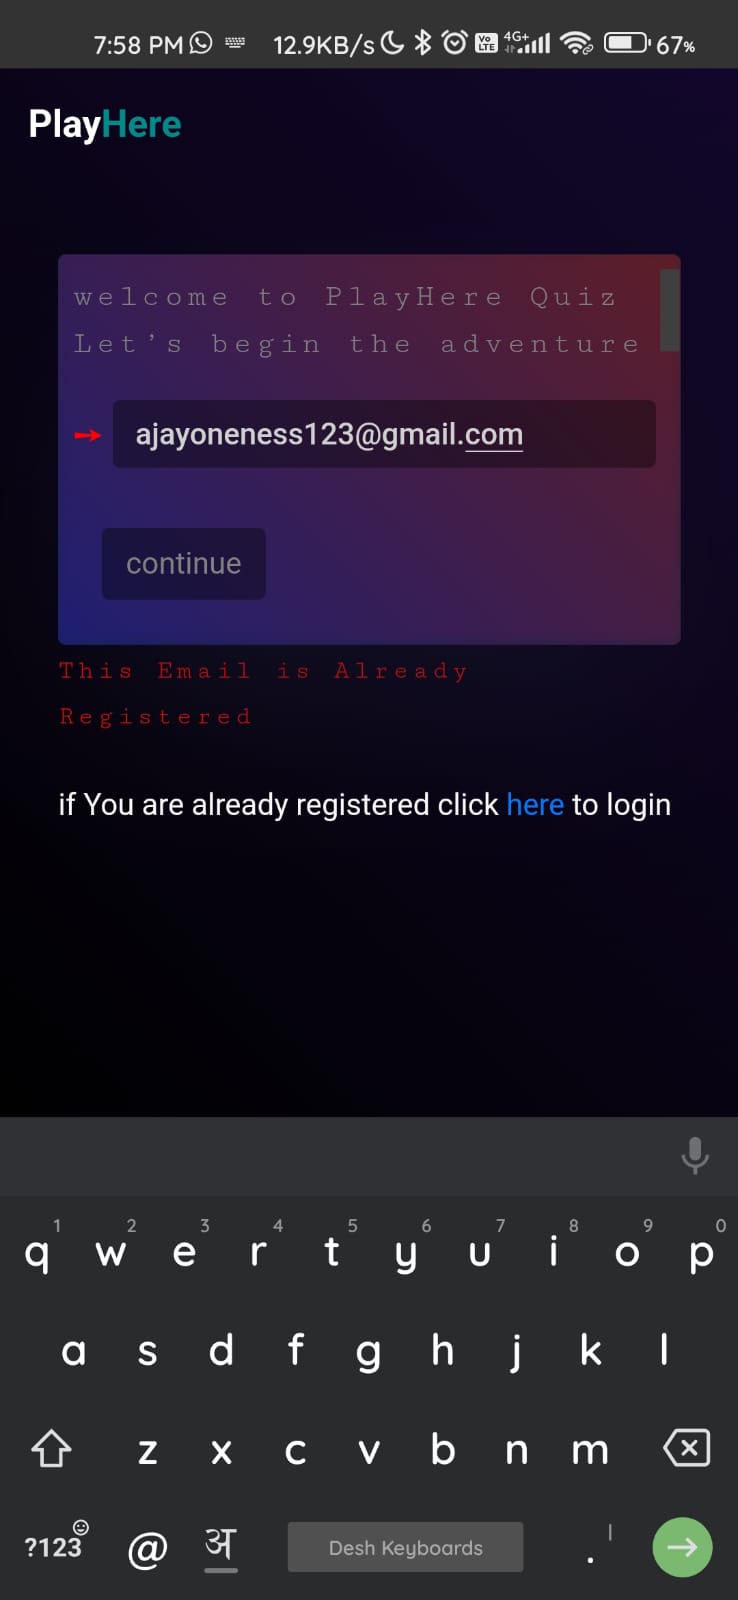 7:58 PM 12.9KB/s Vo LTE 4G+ 67%
PlayHere
welcome to PlayHere Quiz
Let's begin the adventure
ajayoneness123@gmail.com
continue
This Email is Already
Registered
if You are already registered click here to login
1 2 3 4 5 6 7 8 9 0
q w e r t y u i o p
a s d f g h j k l
z x c v b n m
?123 @ अ Desh Keyboards . |